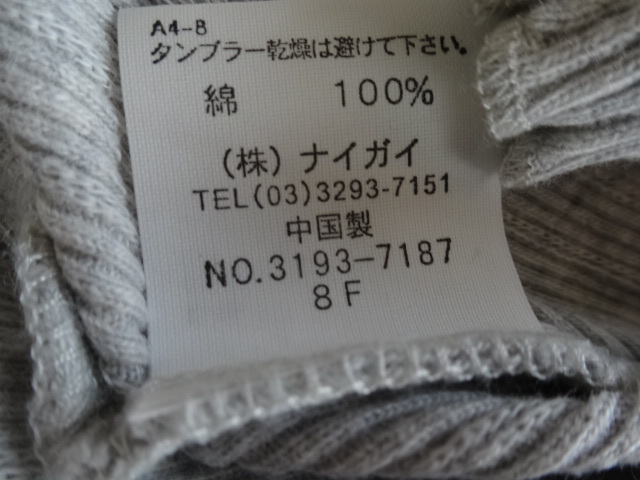 A4-B
タンブラー乾燥は避けて下さい。
綿 100%
(株)ナイガイ
TEL(03)3293-7151
中国製
NO.3193-7187
8F